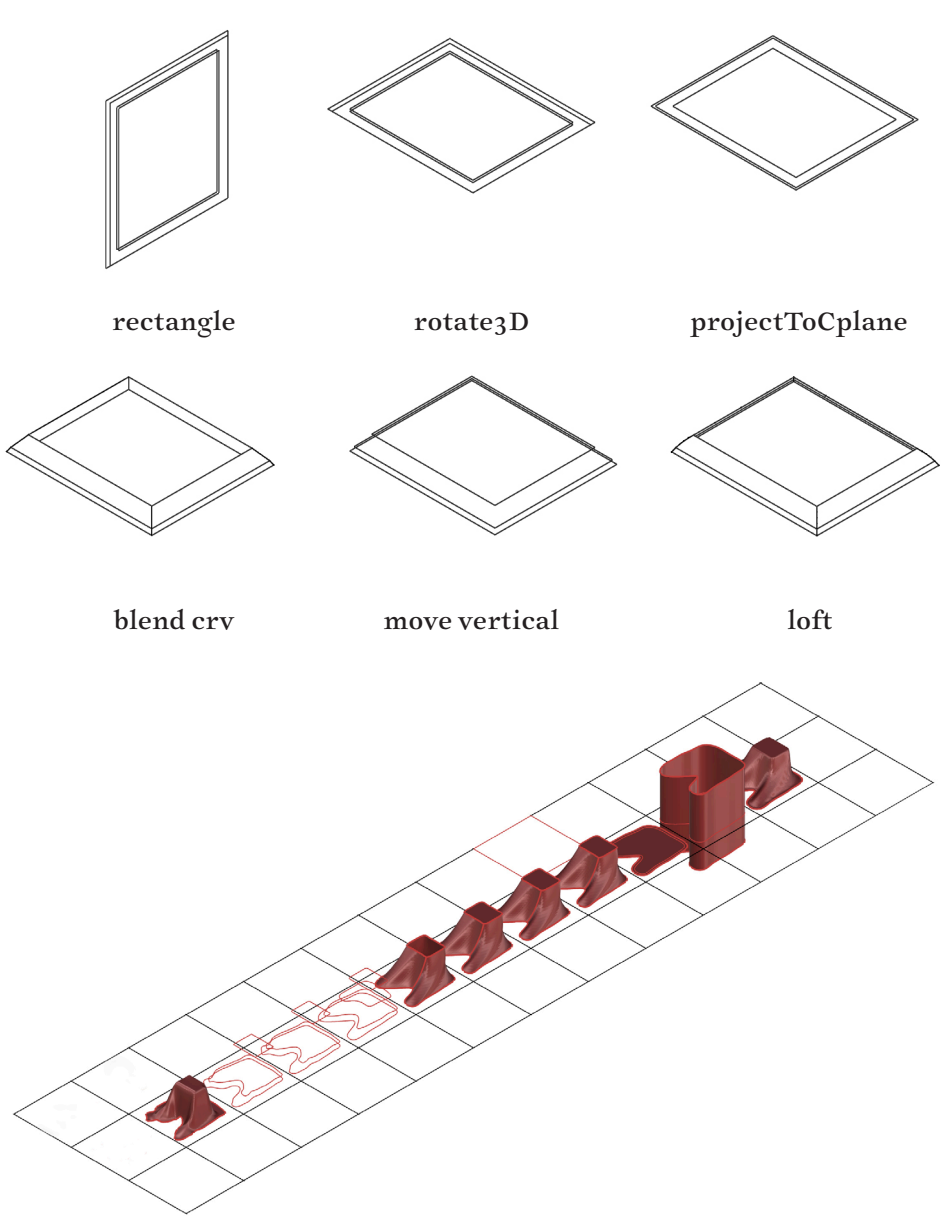 rectangle
rotate3D
projectToCplane
blend crv
move vertical
loft